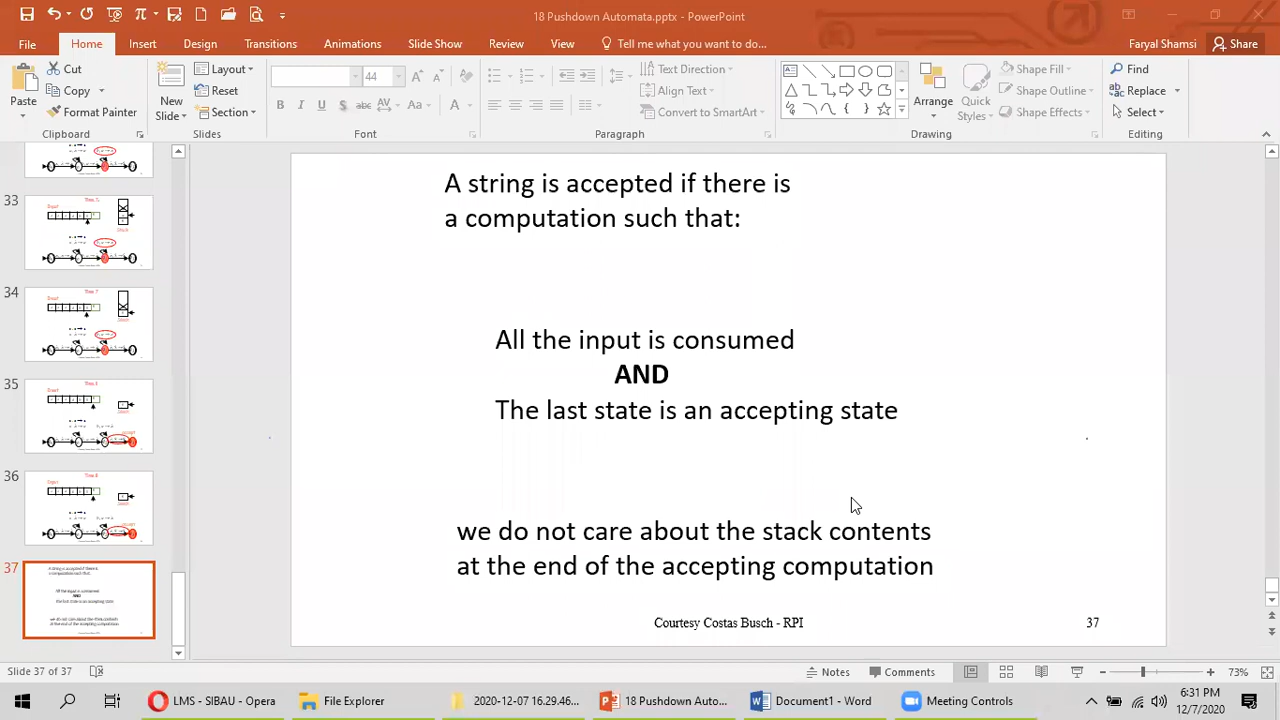 18 Pushdown Automata.pptx - PowerPoint
File Home Insert Design Transitions Animations Slide Show Review View Tell me what you want to do... Faryal Shamsi Share
Paste Cut Copy Format Painter
Clipboard
New Slide Layout Reset Section
Slides
44
B I U S abc AV Aa A
Font
Text Direction Align Text Convert to SmartArt
Paragraph
Arrange Quick Styles Shape Fill Shape Outline Shape Effects
Drawing
Find Replace Select
Editing
33
34
35
36
37
A string is accepted if there is
a computation such that:
All the input is consumed
AND
The last state is an accepting state
we do not care about the stack contents
at the end of the accepting computation
Courtesy Costas Busch - RPI 37
Slide 37 of 37 Notes Comments 73%
LMS - SIBAU - Opera File Explorer 2020-12-07 16.29.46... 18 Pushdown Auto... Document1 - Word Meeting Controls 6:31 PM
12/7/2020